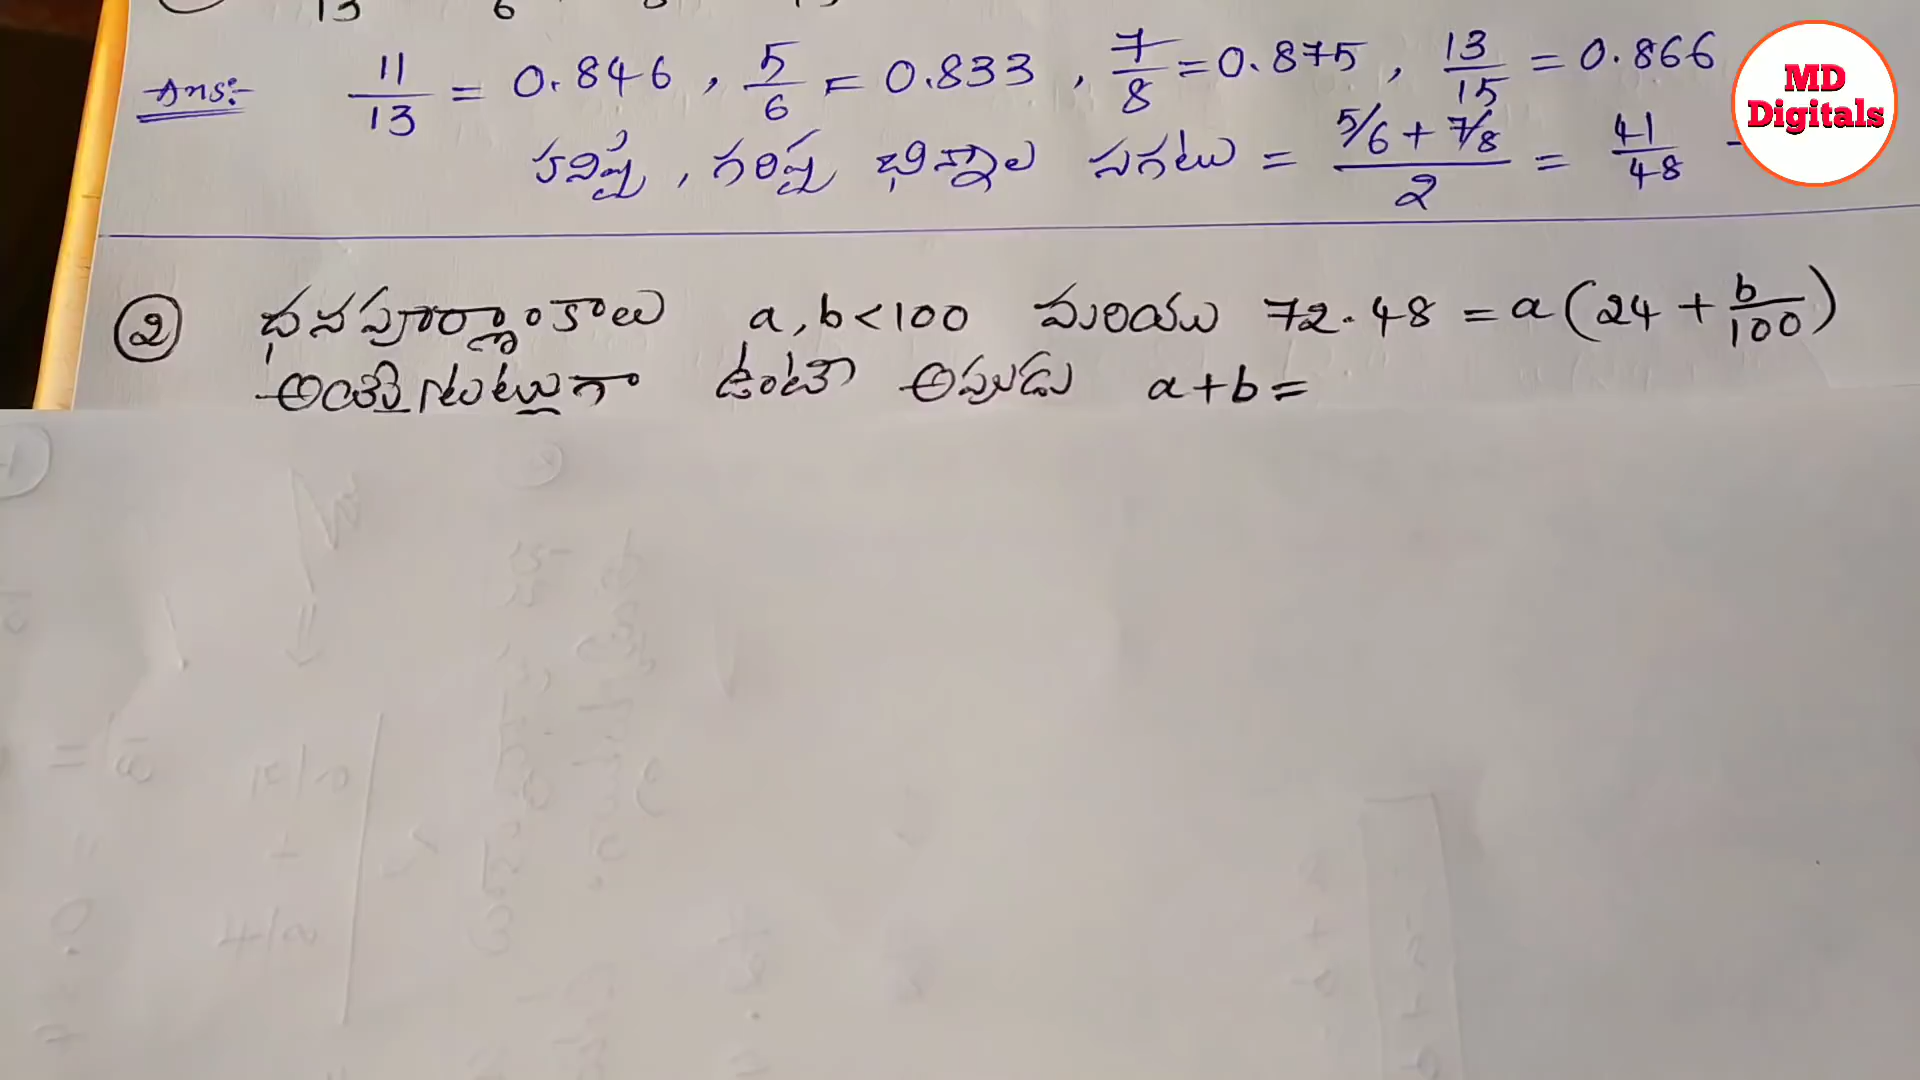 Ans:- 11/13 = 0.846 , 5/6 = 0.833 , 7/8 = 0.875 , 13/15 = 0.866
కనిష్ట , గరిష్ట భిన్నాల సగటు = (5/6 + 7/8)/2 = 41/48
② ధనపూర్ణాంకాలు a, b < 100 మరియు 72.48 = a(24 + b/100)
అయ్యేటట్లుగా ఉంటే అప్పుడు a+b =
MD
Digitals